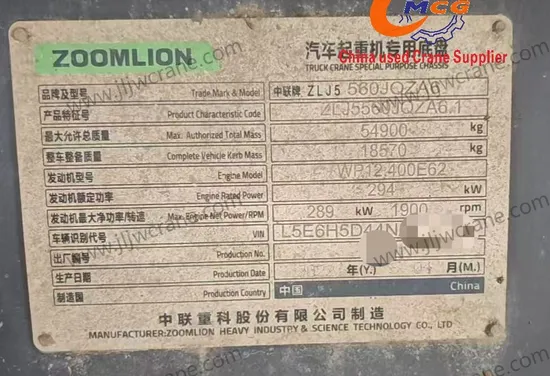 MCG
China used Crane Supplier
ZOOMLION
汽车起重机专用底盘
TRUCK CRANE SPECIAL PURPOSE CHASSIS
品牌及型号 Trade Mark & Model 中联牌 ZLJ5 560JQZA6
产品特征号 Product Characteristic Code ZLJ5560JQZA6.1
最大允许总质量 Max. Authorized Total Mass 54900 kg
整车整备质量 Complete Vehicle Kerb Mass 18570 kg
发动机型号 Engine Model WP12.400E62
发动机额定功率 Engine Rated Power 294 kW
发动机最大净功率/转速 Max. Engine Net Power/RPM 289 kW 1900 rpm
车辆识别代号 VIN L5E6H5D44N
出厂编号 Production No.
生产日期 Production Date 年(Y.) 月(M.)
制造国 Production Country 中国 China
中联重科股份有限公司制造
MANUFACTURER:ZOOMLION HEAVY INDUSTRY & SCIENCE TECHNOLOGY CO., LTD
www.jljjwcrane.com